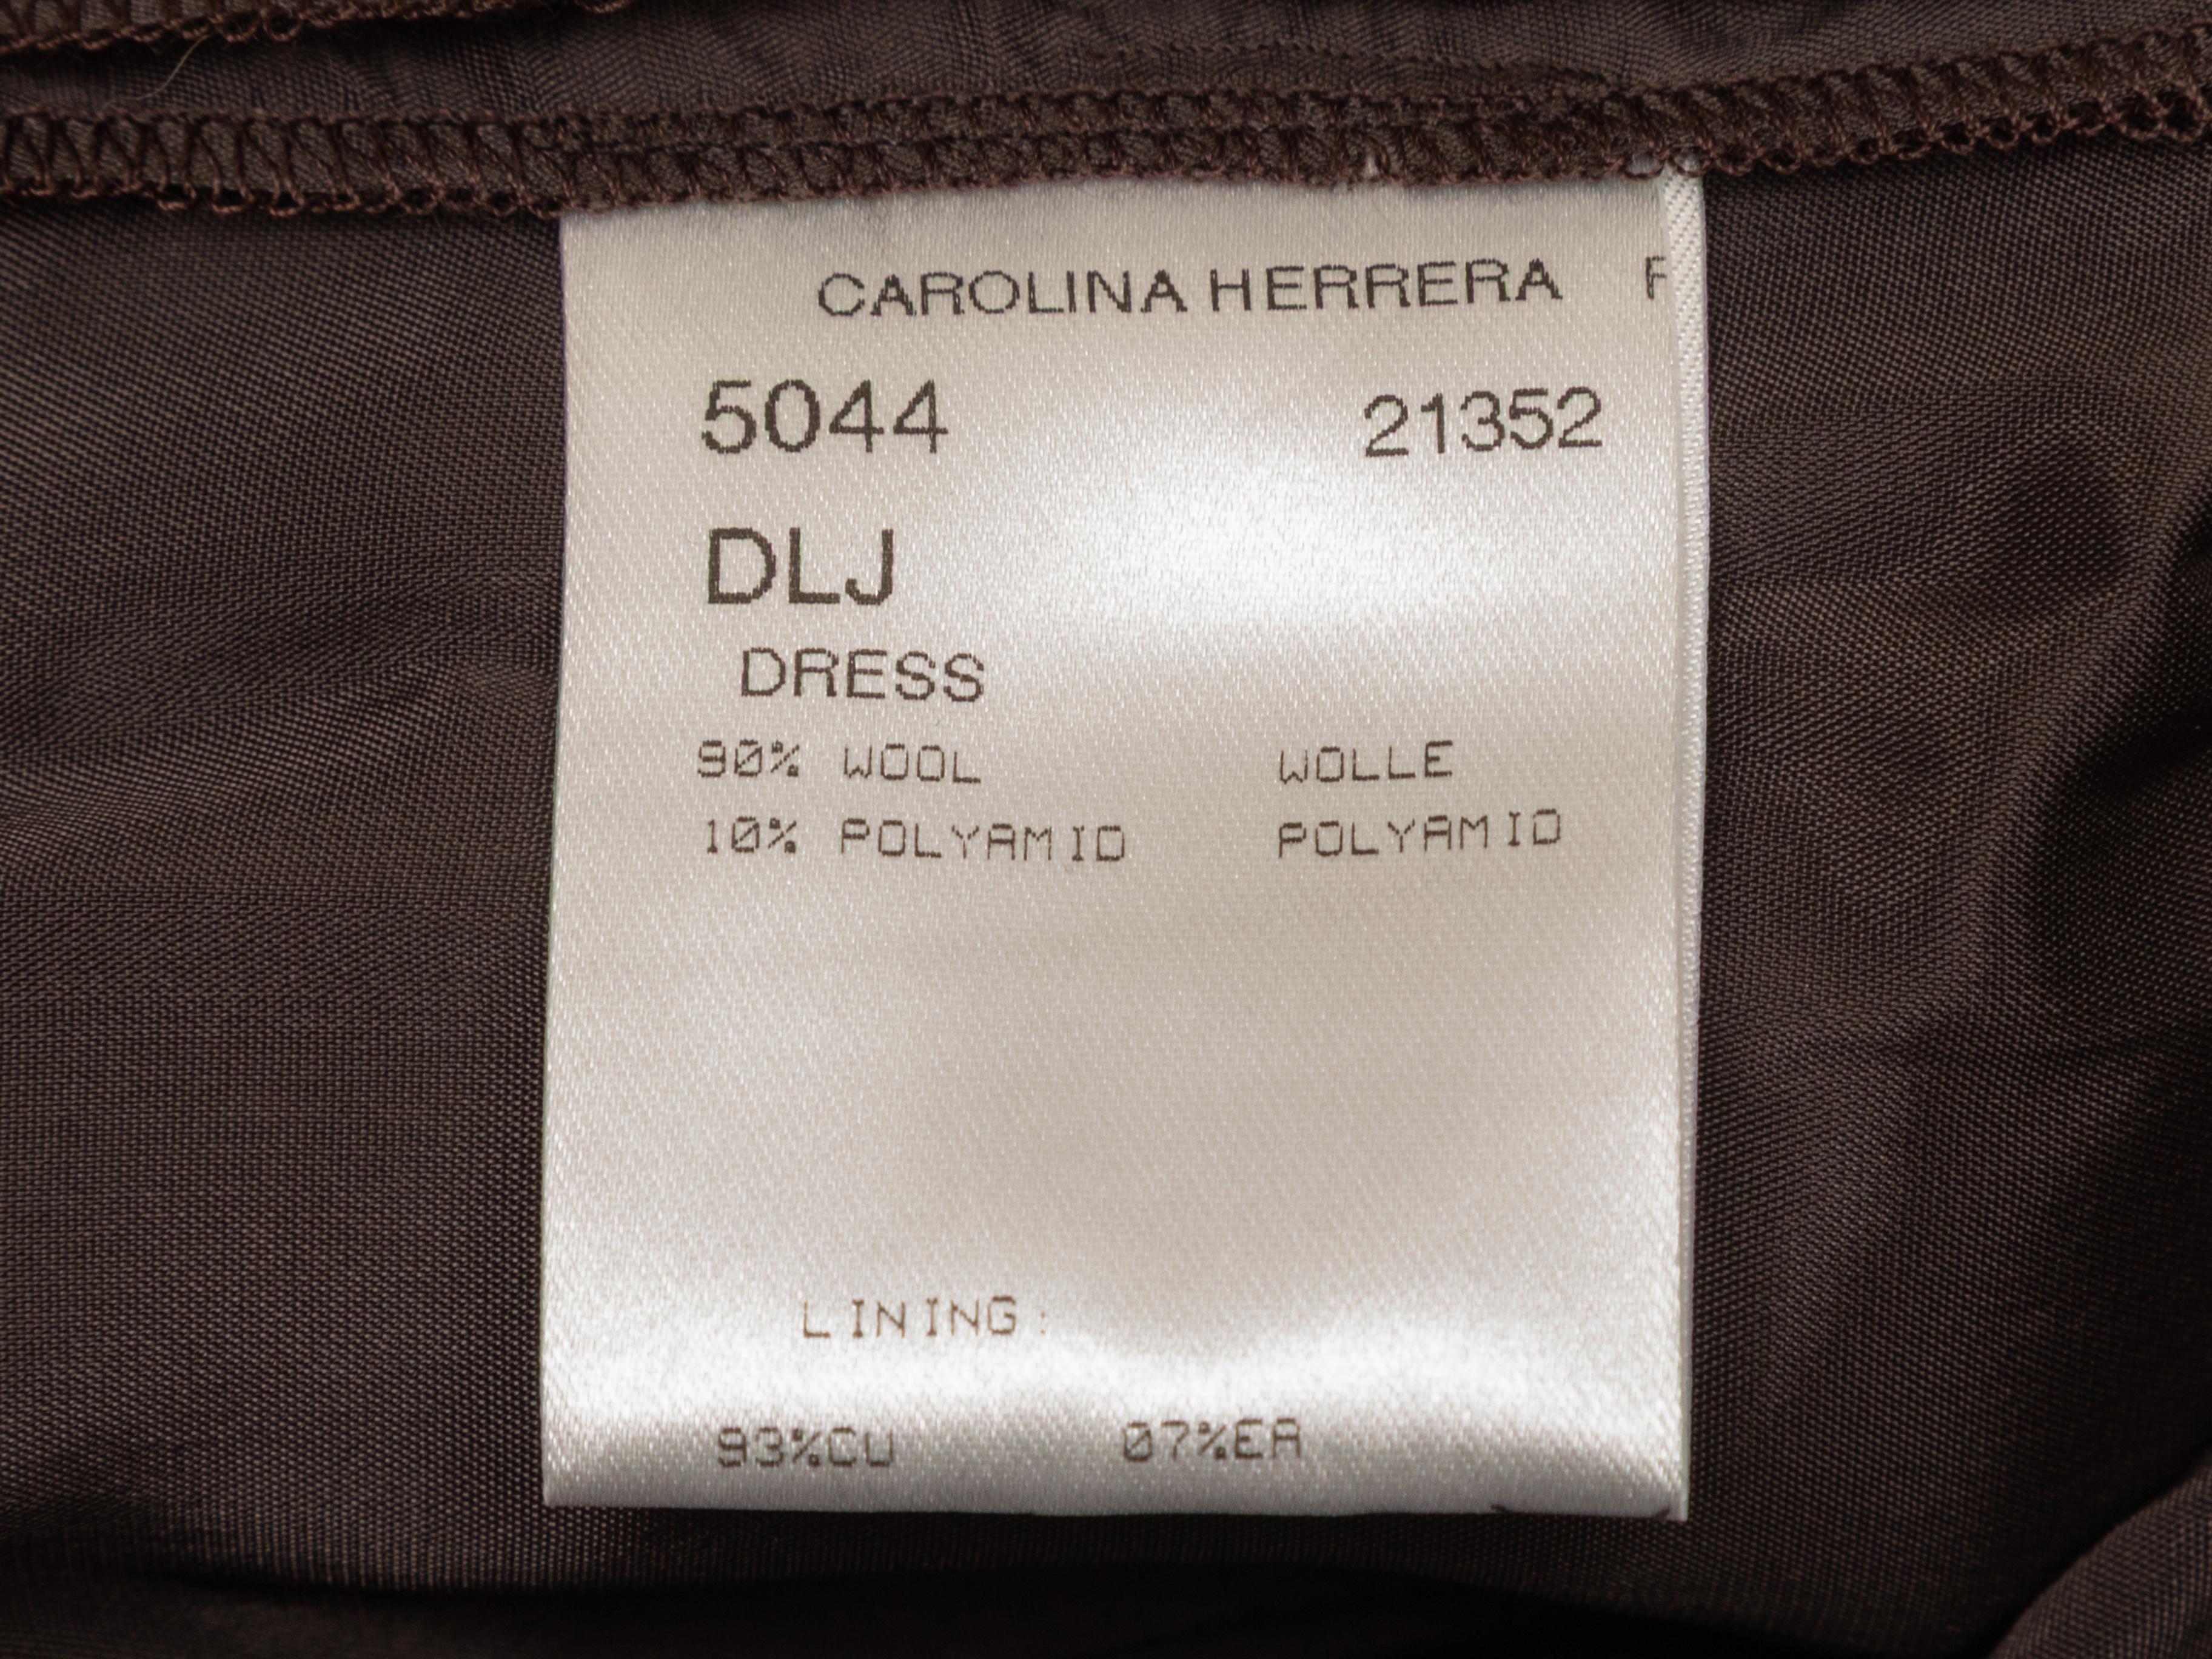 CAROLINA HERRERA
5044 21352
DLJ
DRESS
90% WOOL WOLLE
10% POLYAMID POLYAMID
LINING:
93%CU 07%EA